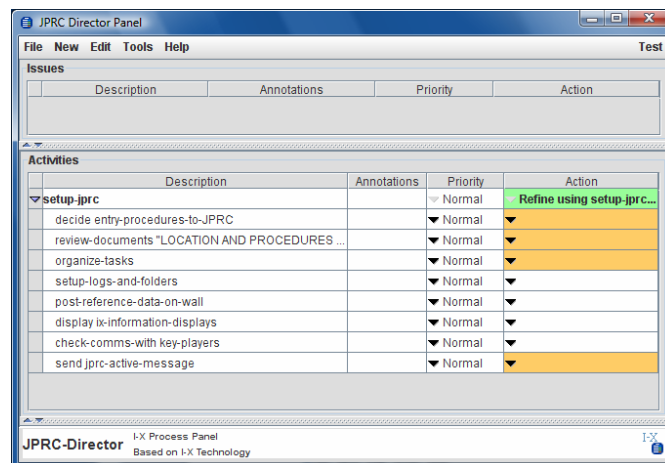 JPRC Director Panel
File New Edit Tools Help Test
Issues
Description Annotations Priority Action
Activities
Description Annotations Priority Action
setup-jprc Normal Refine using setup-jprc...
decide entry-procedures-to-JPRC Normal
review-documents "LOCATION AND PROCEDURES ... Normal
organize-tasks Normal
setup-logs-and-folders Normal
post-reference-data-on-wall Normal
display ix-information-displays Normal
check-comms-with key-players Normal
send jprc-active-message Normal
JPRC-Director I-X Process Panel I-X
Based on I-X Technology